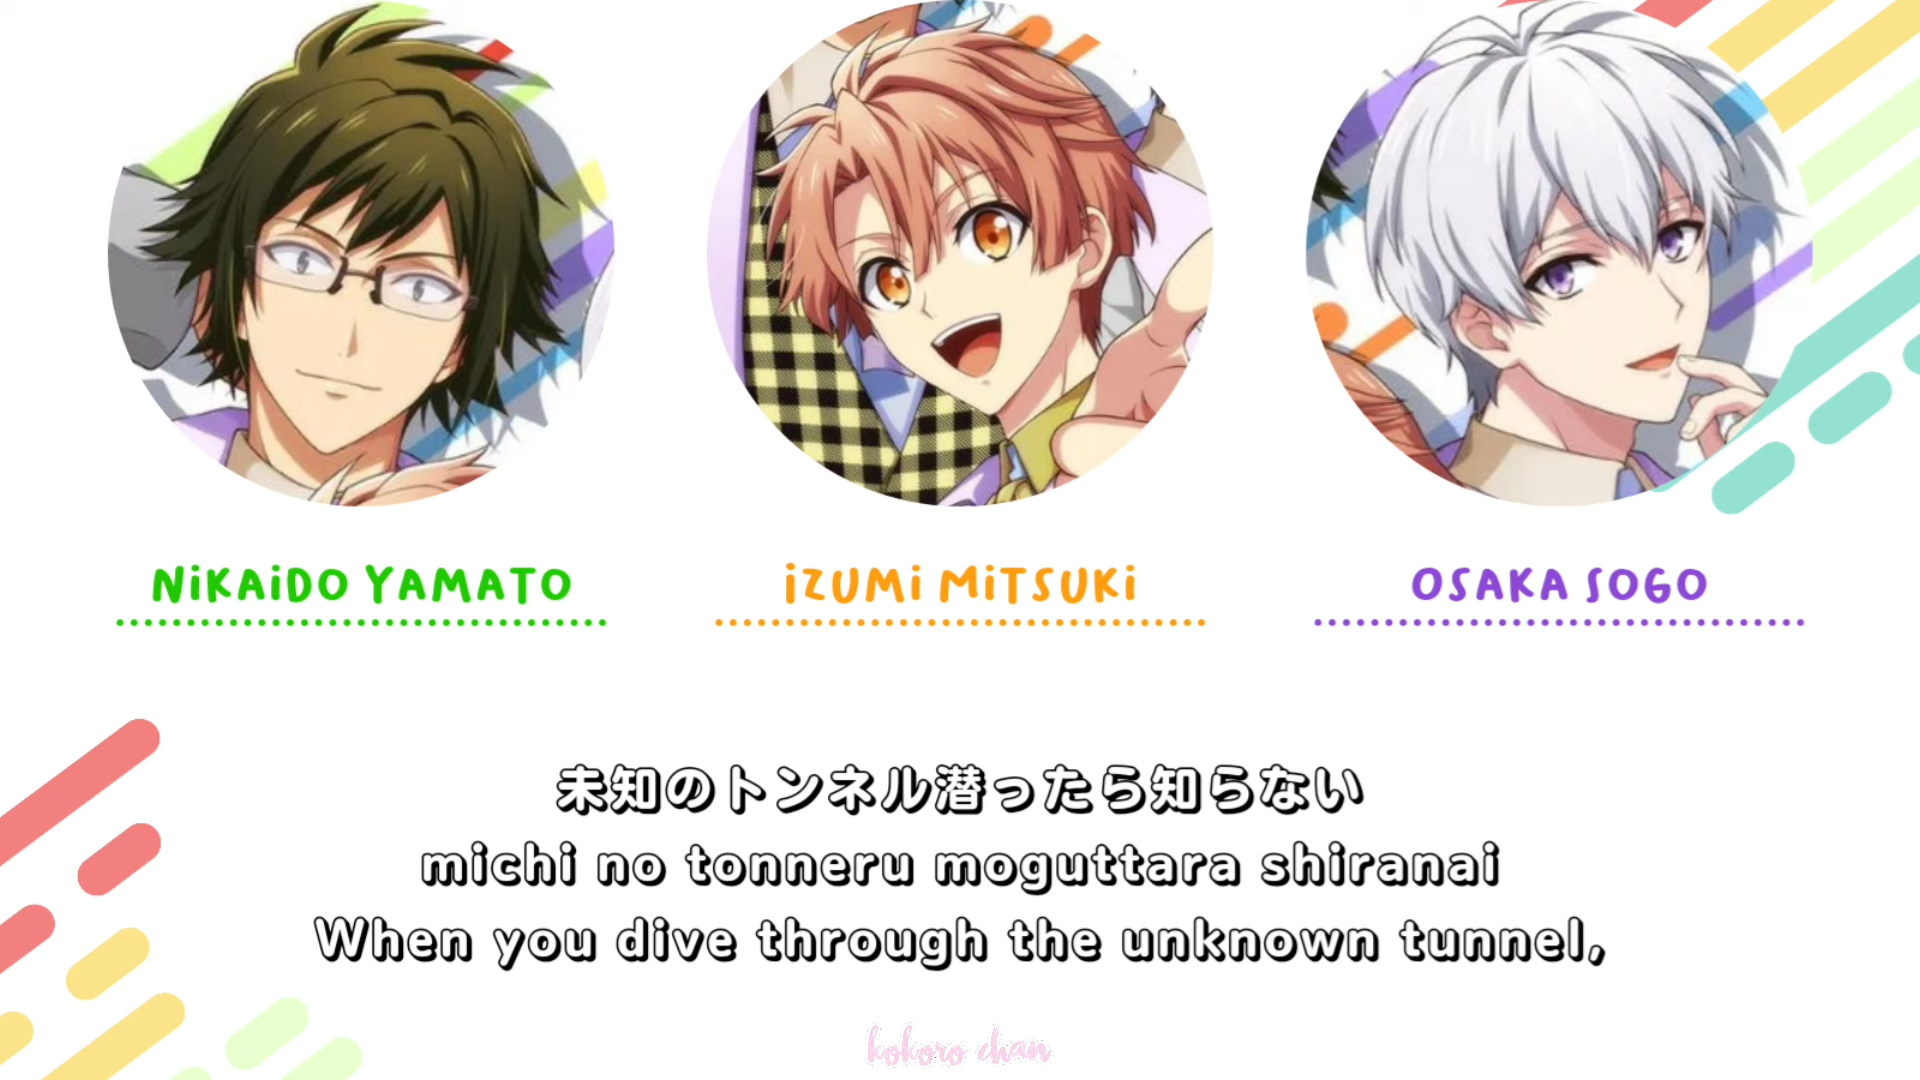 NiKAiDO YAMATO
iZUMi MiTSUKi
OSAKA SOGO
未知のトンネル潜ったら知らない
michi no tonneru moguttara shiranai
When you dive through the unknown tunnel,
kokoro chan